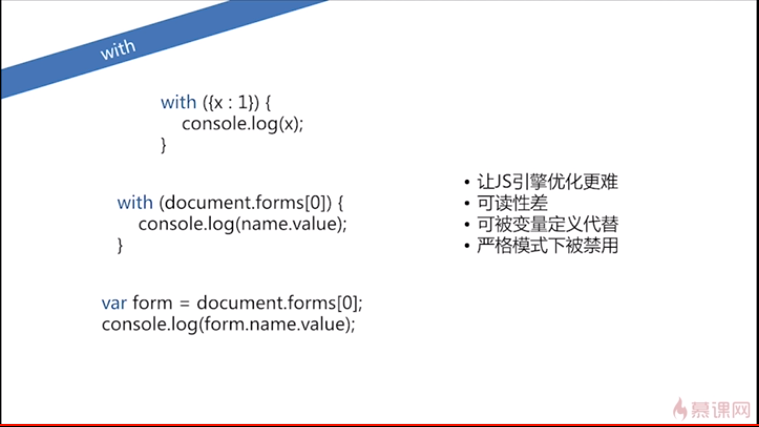 with
with ({x : 1}) {
console.log(x);
}
with (document.forms[0]) {
console.log(name.value);
}
var form = document.forms[0];
console.log(form.name.value);
• 让JS引擎优化更难
• 可读性差
• 可被变量定义代替
• 严格模式下被禁用
慕课网